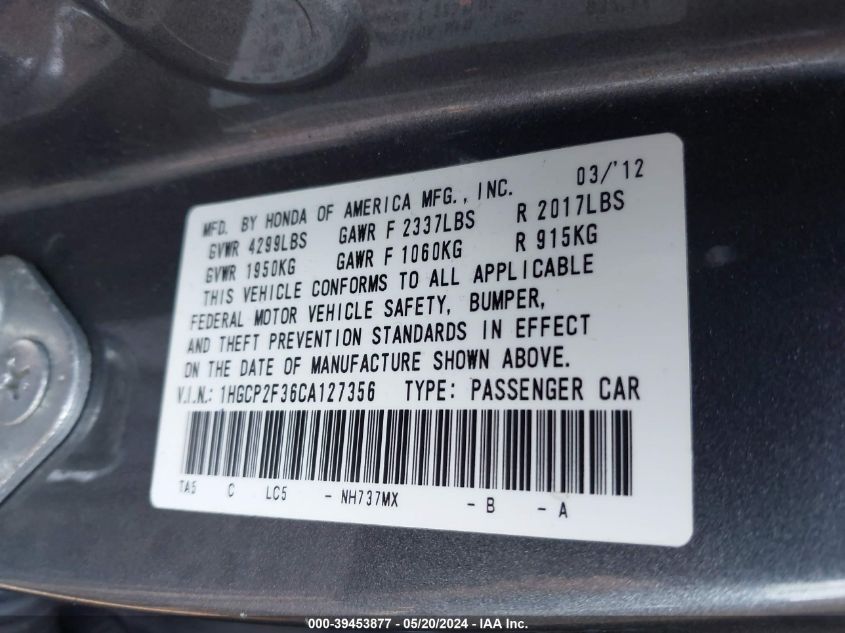 03/'12
MFD. BY HONDA OF AMERICA MFG., INC.
GVWR 4299LBS GAWR F 2337LBS R 2017LBS
GVWR 1950KG GAWR F 1060KG R 915KG
THIS VEHICLE CONFORMS TO ALL APPLICABLE
FEDERAL MOTOR VEHICLE SAFETY, BUMPER,
AND THEFT PREVENTION STANDARDS IN EFFECT
ON THE DATE OF MANUFACTURE SHOWN ABOVE.
V.I.N.: 1HGCP2F36CA127356 TYPE: PASSENGER CAR
TA5 C LC5 - NH737MX - B - A
000-39453877 - 05/20/2024 - IAA Inc.